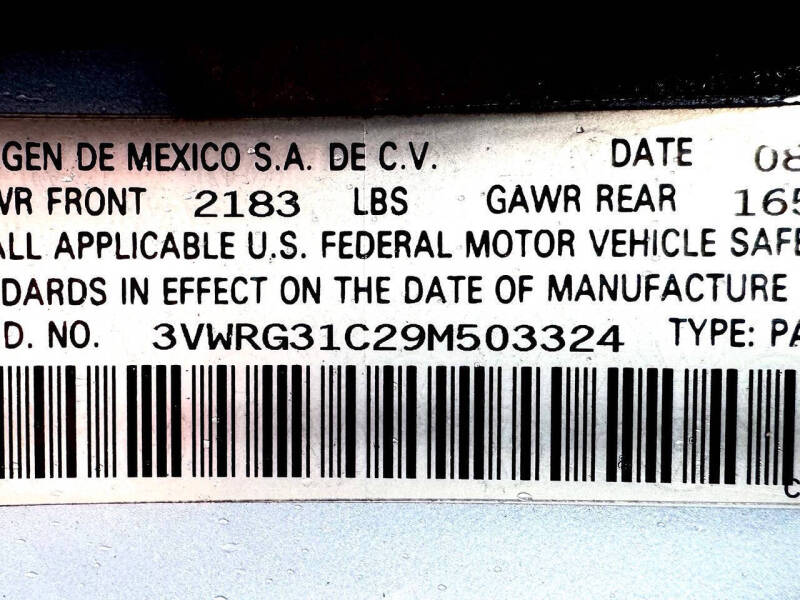 GEN DE MEXICO S.A. DE C.V. DATE 08
WR FRONT 2183 LBS GAWR REAR 165
ALL APPLICABLE U.S. FEDERAL MOTOR VEHICLE SAFE
DARDS IN EFFECT ON THE DATE OF MANUFACTURE
D. NO. 3VWRG31C29M503324 TYPE: PA
C